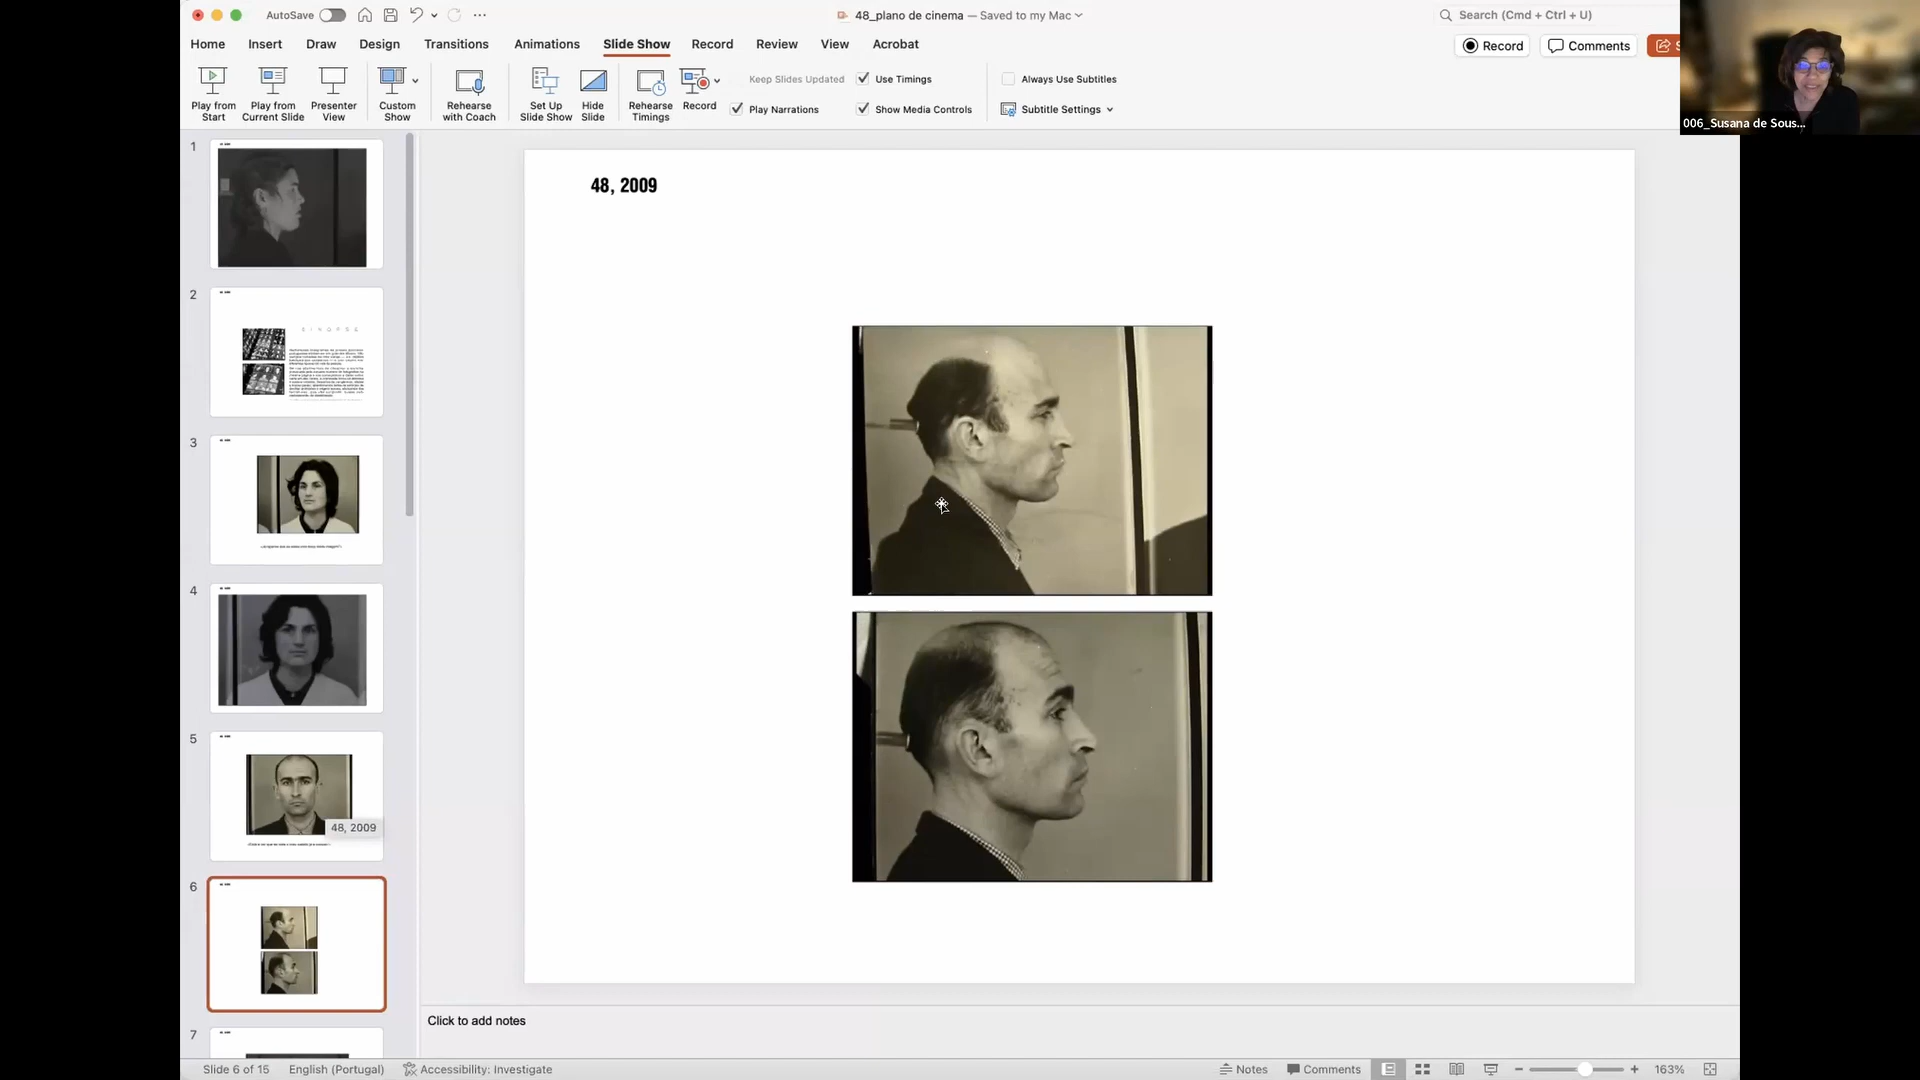 AutoSave
48_plano de cinema — Saved to my Mac
Search (Cmd + Ctrl + U)
Home Insert Draw Design Transitions Animations Slide Show Record Review View Acrobat
Record Comments
Play from Start
Play from Current Slide
Presenter View
Custom Show
Rehearse with Coach
Set Up Slide Show
Hide Slide
Rehearse Timings
Record
Keep Slides Updated
Use Timings
Play Narrations
Show Media Controls
Always Use Subtitles
Subtitle Settings
006_Susana de Sous...
1
2
SINOPSE
3
4
5
48, 2009
6
7
48, 2009
Click to add notes
Slide 6 of 15
English (Portugal)
Accessibility: Investigate
Notes
Comments
163%